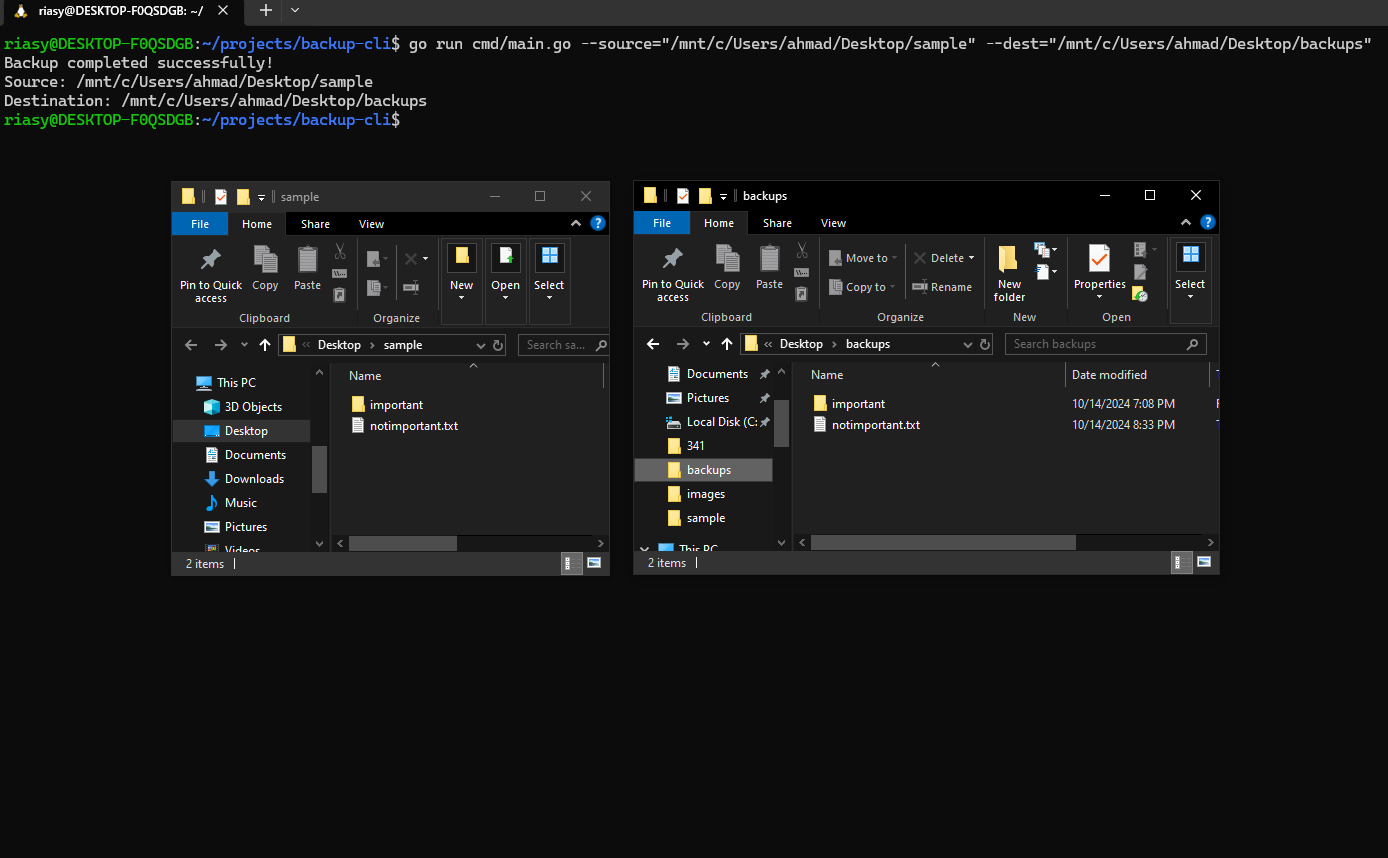 riasy@DESKTOP-F0QSDGB: ~/
riasy@DESKTOP-F0QSDGB:~/projects/backup-cli$ go run cmd/main.go --source="/mnt/c/Users/ahmad/Desktop/sample" --dest="/mnt/c/Users/ahmad/Desktop/backups"
Backup completed successfully!
Source: /mnt/c/Users/ahmad/Desktop/sample
Destination: /mnt/c/Users/ahmad/Desktop/backups
riasy@DESKTOP-F0QSDGB:~/projects/backup-cli$
sample
File Home Share View
Pin to Quick access
Copy
Paste
New
Open
Select
Clipboard
Organize
« Desktop › sample
Search sa...
This PC
3D Objects
Desktop
Documents
Downloads
Music
Pictures
Videos
Name
important
notimportant.txt
2 items
backups
File Home Share View
Pin to Quick access
Copy
Paste
Move to
Copy to
Delete
Rename
New folder
Properties
Select
Clipboard
Organize
New
Open
« Desktop › backups
Search backups
Documents
Pictures
Local Disk (C:
341
backups
images
sample
This PC
Name Date modified
important 10/14/2024 7:08 PM
notimportant.txt 10/14/2024 8:33 PM
2 items